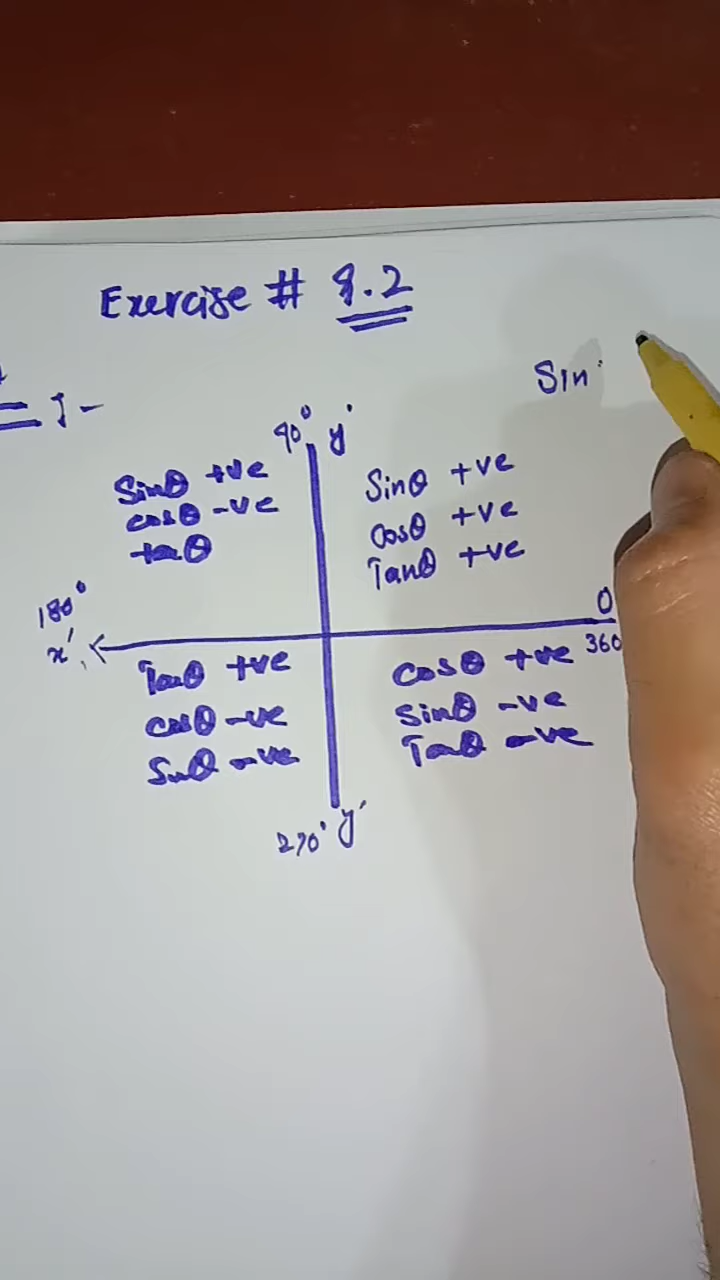 Exercise # 9.2
Sin
90° y
Sinθ +ve
cosθ -ve
tanθ
Sinθ +ve
cosθ +ve
Tanθ +ve
180°
x'
0
360
Tanθ +ve
cosθ -ve
Sinθ -ve
cosθ +ve
sinθ -ve
Tanθ -ve
270° y'